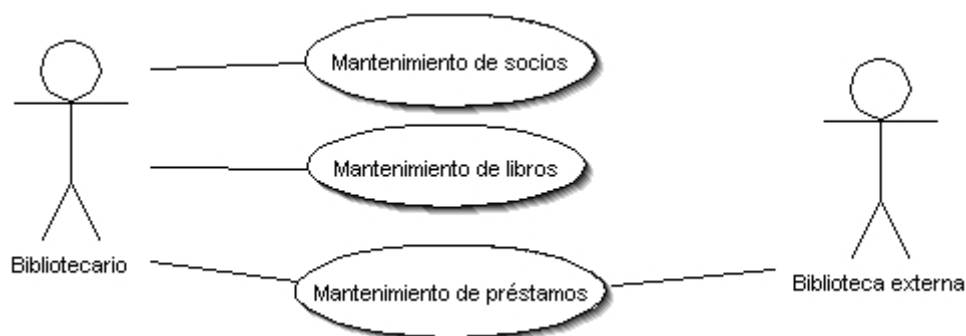 Mantenimiento de socios
Mantenimiento de libros
Bibliotecario
Mantenimiento de préstamos
Biblioteca externa